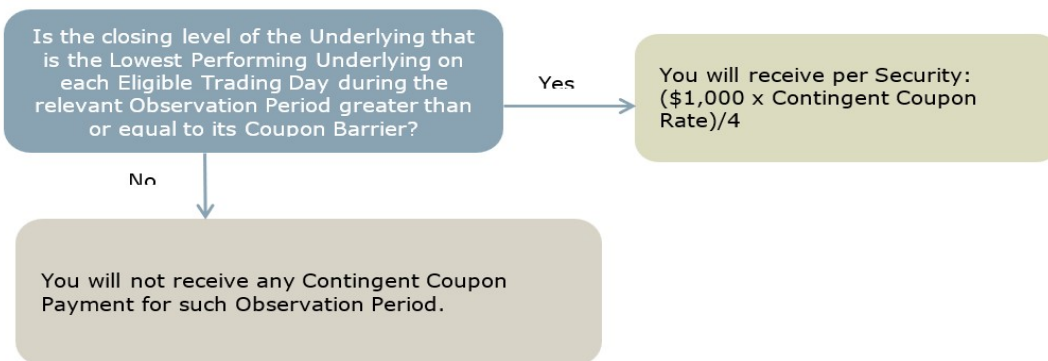 Is the closing level of the Underlying that
is the Lowest Performing Underlying on
each Eligible Trading Day during the
relevant Observation Period greater than
or equal to its Coupon Barrier?
Yes
You will receive per Security:
($1,000 x Contingent Coupon
Rate)/4
No
You will not receive any Contingent Coupon
Payment for such Observation Period.